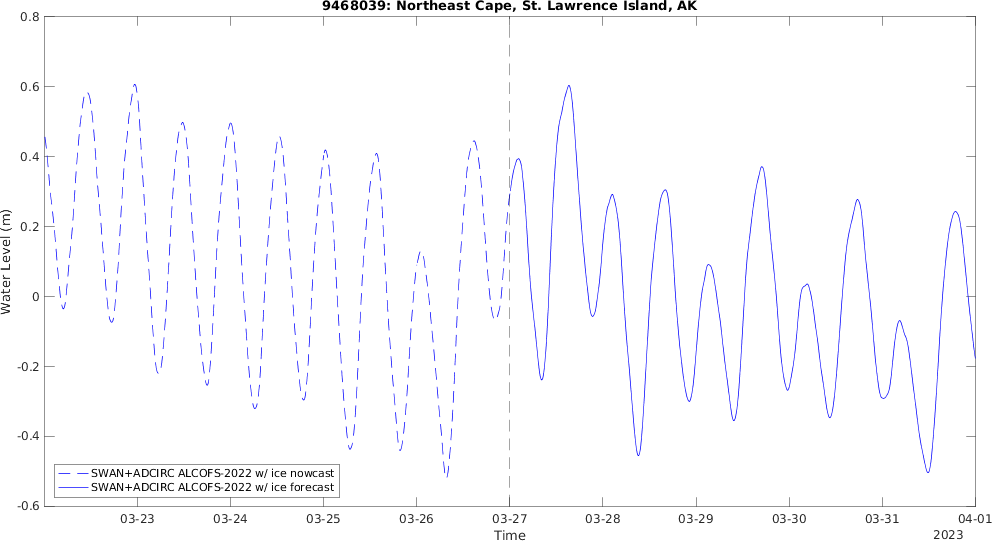 9468039: Northeast Cape, St. Lawrence Island, AK
Water Level (m)
0.8
0.6
0.4
0.2
0
-0.2
-0.4
-0.6
SWAN+ADCIRC ALCOFS-2022 w/ ice nowcast
SWAN+ADCIRC ALCOFS-2022 w/ ice forecast
03-23 03-24 03-25 03-26 03-27 03-28 03-29 03-30 03-31 04-01
Time
2023